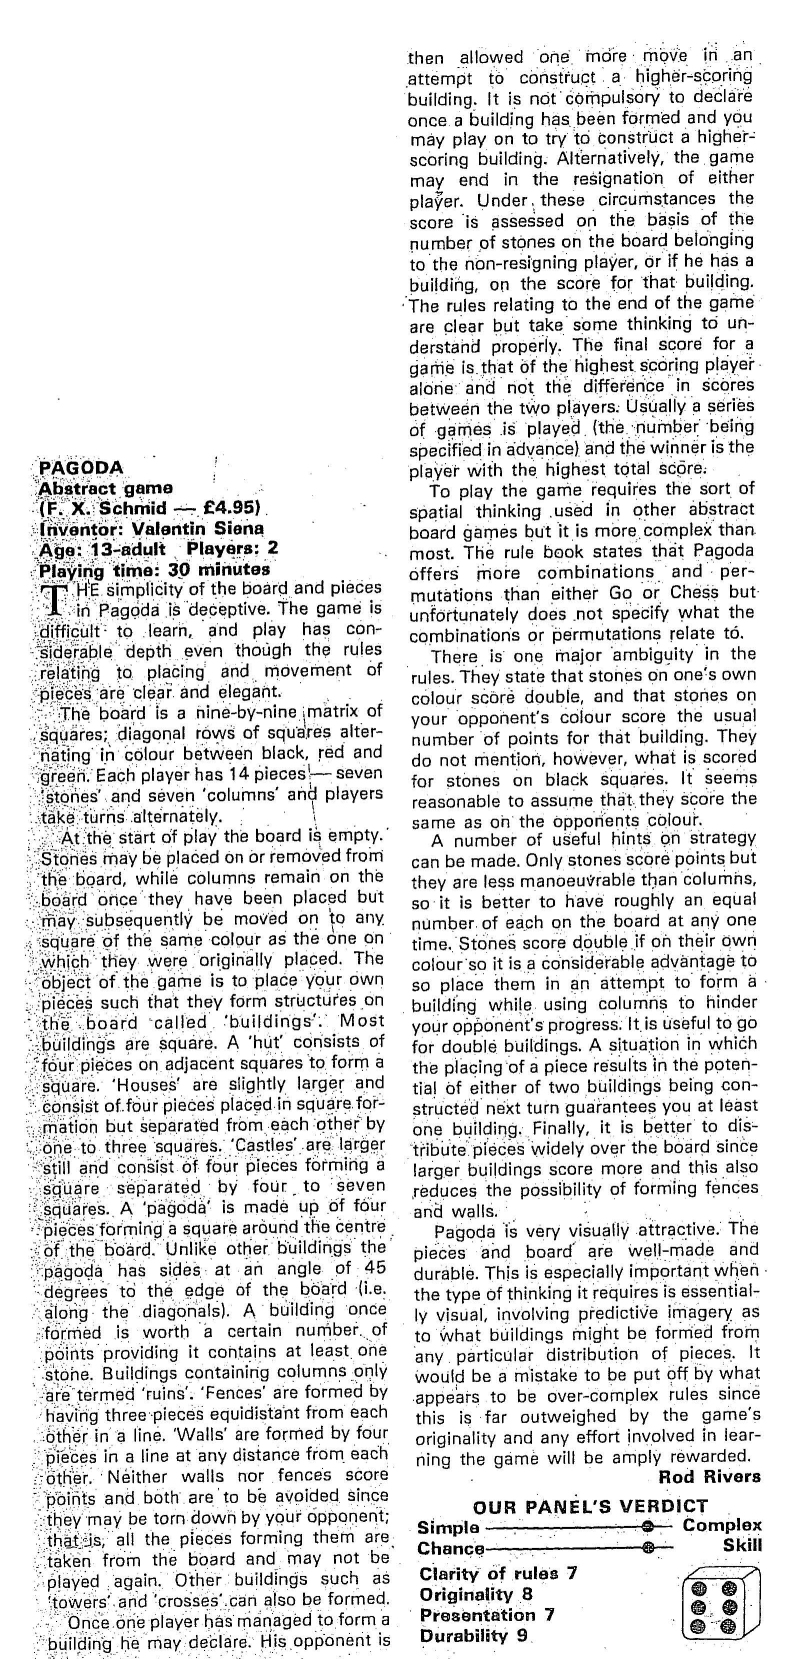 PAGODA
Abstract game
(F. X. Schmid — £4.95)
Inventor: Valentin Siena
Age: 13-adult Players: 2
Playing time: 30 minutes
THE simplicity of the board and pieces
in Pagoda is deceptive. The game is
difficult to learn, and play has con-
siderable depth even though the rules
relating to placing and movement of
pieces are clear and elegant.
The board is a nine-by-nine matrix of
squares; diagonal rows of squares alter-
nating in colour between black, red and
green. Each player has 14 pieces — seven
'stones' and seven 'columns' and players
take turns alternately.
At the start of play the board is empty.
Stones may be placed on or removed from
the board, while columns remain on the
board once they have been placed but
may subsequently be moved on to any
square of the same colour as the one on
which they were originally placed. The
object of the game is to place your own
pieces such that they form structures on
the board called 'buildings'. Most
buildings are square. A 'hut' consists of
four pieces on adjacent squares to form a
square. 'Houses' are slightly larger and
consist of four pieces placed in square for-
mation but separated from each other by
one to three squares. 'Castles' are larger
still and consist of four pieces forming a
square separated by four to seven
squares. A 'pagoda' is made up of four
pieces forming a square around the centre
of the board. Unlike other buildings the
pagoda has sides at an angle of 45
degrees to the edge of the board (i.e.
along the diagonals). A building once
formed is worth a certain number of
points providing it contains at least one
stone. Buildings containing columns only
are termed 'ruins'. 'Fences' are formed by
having three pieces equidistant from each
other in a line. 'Walls' are formed by four
pieces in a line at any distance from each
other. Neither walls nor fences score
points and both are to be avoided since
they may be torn down by your opponent;
that is, all the pieces forming them are
taken from the board and may not be
played again. Other buildings such as
'towers' and 'crosses' can also be formed.
Once one player has managed to form a
building he may declare. His opponent is
then allowed one more move in an
attempt to construct a higher-scoring
building. It is not compulsory to declare
once a building has been formed and you
may play on to try to construct a higher-
scoring building. Alternatively, the game
may end in the resignation of either
player. Under these circumstances the
score is assessed on the basis of the
number of stones on the board belonging
to the non-resigning player, or if he has a
building, on the score for that building.
The rules relating to the end of the game
are clear but take some thinking to un-
derstand properly. The final score for a
game is that of the highest scoring player
alone and not the difference in scores
between the two players. Usually a series
of games is played (the number being
specified in advance) and the winner is the
player with the highest total score.
To play the game requires the sort of
spatial thinking used in other abstract
board games but it is more complex than
most. The rule book states that Pagoda
offers more combinations and per-
mutations than either Go or Chess but
unfortunately does not specify what the
combinations or permutations relate to.
There is one major ambiguity in the
rules. They state that stones on one's own
colour score double, and that stones on
your opponent's colour score the usual
number of points for that building. They
do not mention, however, what is scored
for stones on black squares. It seems
reasonable to assume that they score the
same as on the opponents colour.
A number of useful hints on strategy
can be made. Only stones score points but
they are less manoeuvrable than columns,
so it is better to have roughly an equal
number of each on the board at any one
time. Stones score double if on their own
colour so it is a considerable advantage to
so place them in an attempt to form a
building while using columns to hinder
your opponent's progress. It is useful to go
for double buildings. A situation in which
the placing of a piece results in the poten-
tial of either of two buildings being con-
structed next turn guarantees you at least
one building. Finally, it is better to dis-
tribute pieces widely over the board since
larger buildings score more and this also
reduces the possibility of forming fences
and walls.
Pagoda is very visually attractive. The
pieces and board are well-made and
durable. This is especially important when
the type of thinking it requires is essential-
ly visual, involving predictive imagery as
to what buildings might be formed from
any particular distribution of pieces. It
would be a mistake to be put off by what
appears to be over-complex rules since
this is far outweighed by the game's
originality and any effort involved in lear-
ning the game will be amply rewarded.
Rod Rivers
OUR PANEL'S VERDICT
Simple Complex
Chance Skill
Clarity of rules 7
Originality 8
Presentation 7
Durability 9